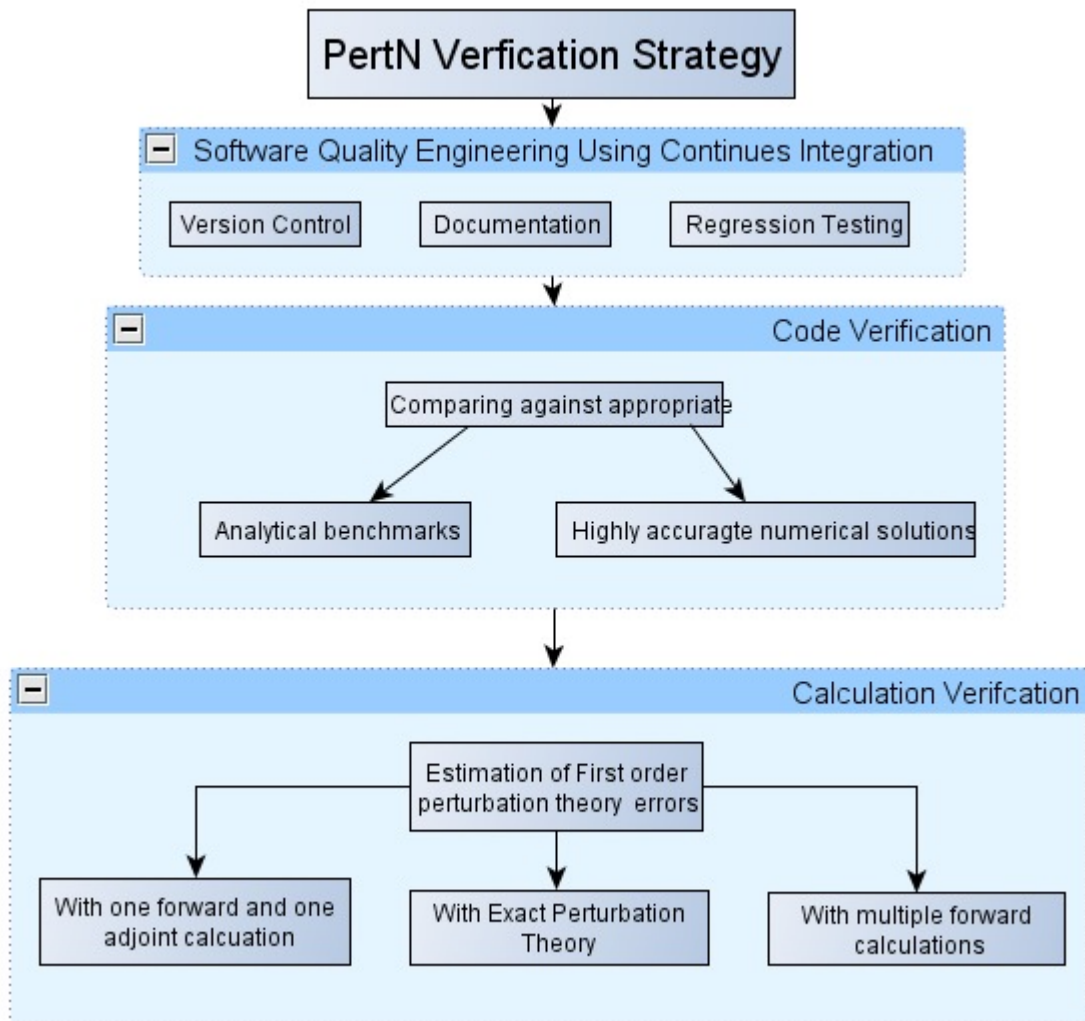 PertN Verfication Strategy
Software Quality Engineering Using Continues Integration
Version Control
Documentation
Regression Testing
Code Verification
Comparing against appropriate
Analytical benchmarks
Highly accuragte numerical solutions
Calculation Verifcation
Estimation of First order
perturbation theory errors
With one forward and one
adjoint calcuation
With Exact Perturbation
Theory
With multiple forward
calculations